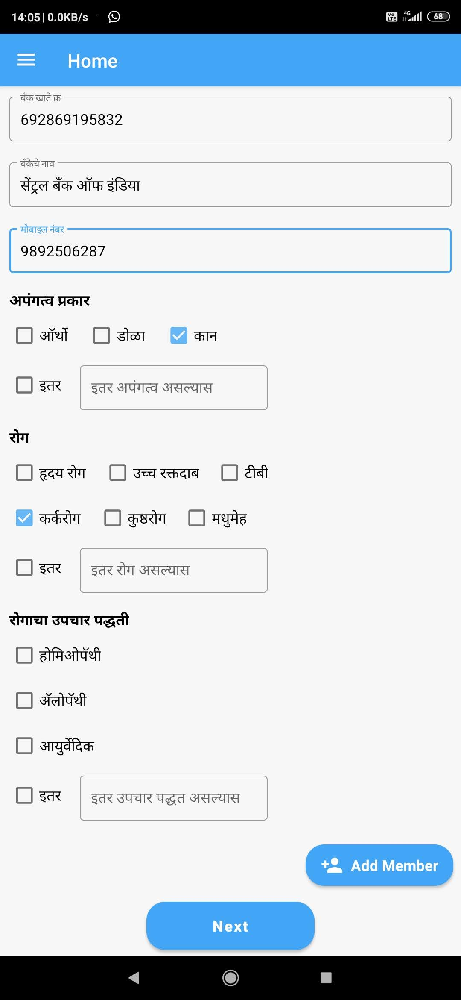 14:05 | 0.0KB/s
Vo LTE 4G 68
Home
बँक खाते क्र
692869195832
बँकेचे नाव
सेंट्रल बँक ऑफ इंडिया
मोबाइल नंबर
9892506287
अपंगत्व प्रकार
ऑर्थो डोळा कान
इतर इतर अपंगत्व असल्यास
रोग
हृदय रोग उच्च रक्तदाब टीबी
कर्करोग कुष्ठरोग मधुमेह
इतर इतर रोग असल्यास
रोगाचा उपचार पद्धती
होमिओपॅथी
ॲलोपॅथी
आयुर्वेदिक
इतर इतर उपचार पद्धत असल्यास
Add Member
Next